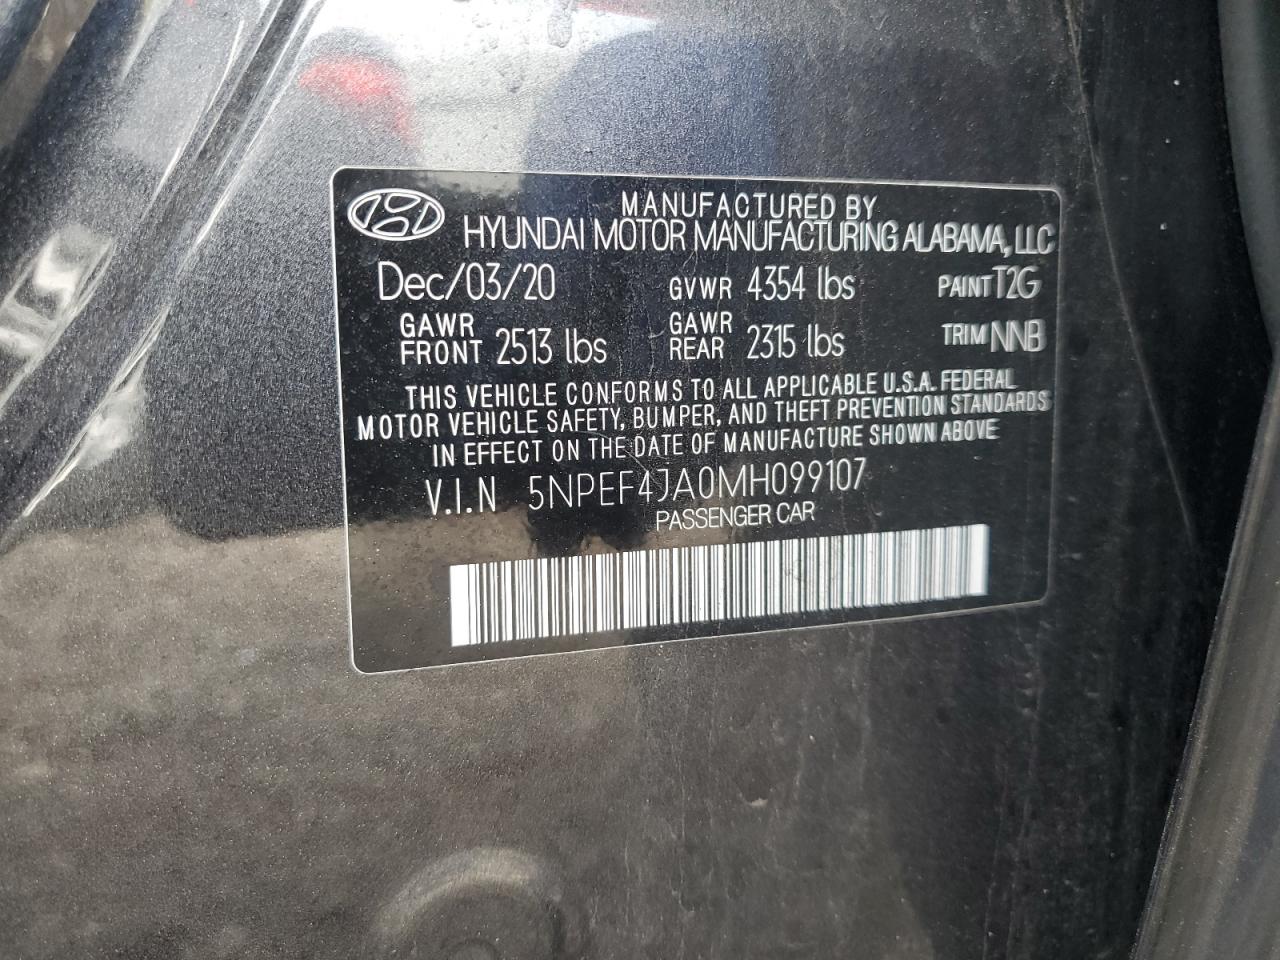 MANUFACTURED BY
HYUNDAI MOTOR MANUFACTURING ALABAMA, LLC
Dec/03/20 GVWR 4354 lbs PAINT T2G
GAWR FRONT 2513 lbs GAWR REAR 2315 lbs TRIM NNB
THIS VEHICLE CONFORMS TO ALL APPLICABLE U.S.A. FEDERAL
MOTOR VEHICLE SAFETY, BUMPER, AND THEFT PREVENTION STANDARDS
IN EFFECT ON THE DATE OF MANUFACTURE SHOWN ABOVE
V.I.N 5NPEF4JA0MH099107
PASSENGER CAR